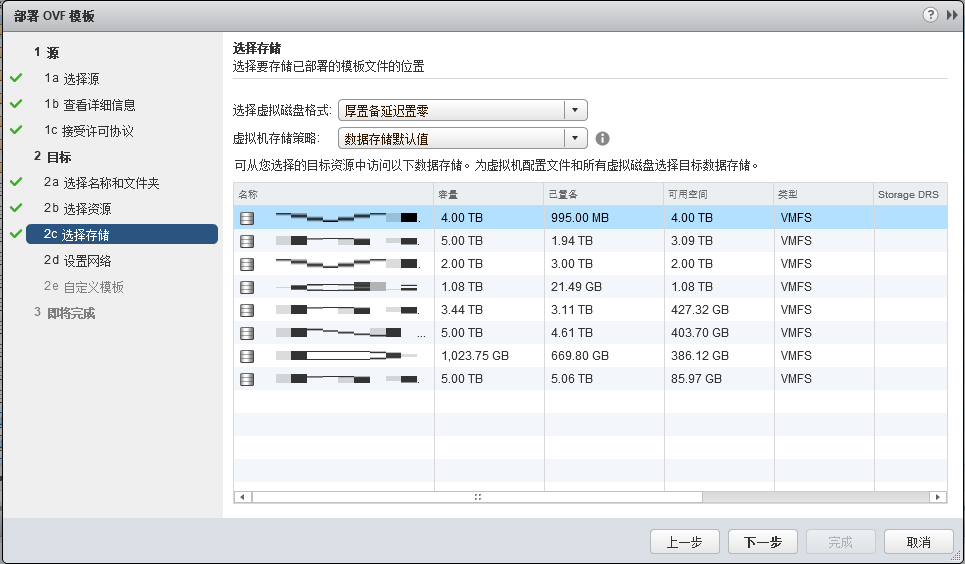 部署 OVF 模板
1 源
1a 选择源
1b 查看详细信息
1c 接受许可协议
2 目标
2a 选择名称和文件夹
2b 选择资源
2c 选择存储
2d 设置网络
2e 自定义模板
3 即将完成
选择存储
选择要存储已部署的模板文件的位置
选择虚拟磁盘格式: 厚置备延迟置零
虚拟机存储策略: 数据存储默认值
可从您选择的目标资源中访问以下数据存储。为虚拟机配置文件和所有虚拟磁盘选择目标数据存储。
名称 容量 已置备 可用空间 类型 Storage DRS
4.00 TB 995.00 MB 4.00 TB VMFS
5.00 TB 1.94 TB 3.09 TB VMFS
2.00 TB 3.00 TB 2.00 TB VMFS
1.08 TB 21.49 GB 1.08 TB VMFS
3.44 TB 3.11 TB 427.32 GB VMFS
... 5.00 TB 4.61 TB 403.70 GB VMFS
1,023.75 GB 669.80 GB 386.12 GB VMFS
5.00 TB 5.06 TB 85.97 GB VMFS
上一步 下一步 完成 取消